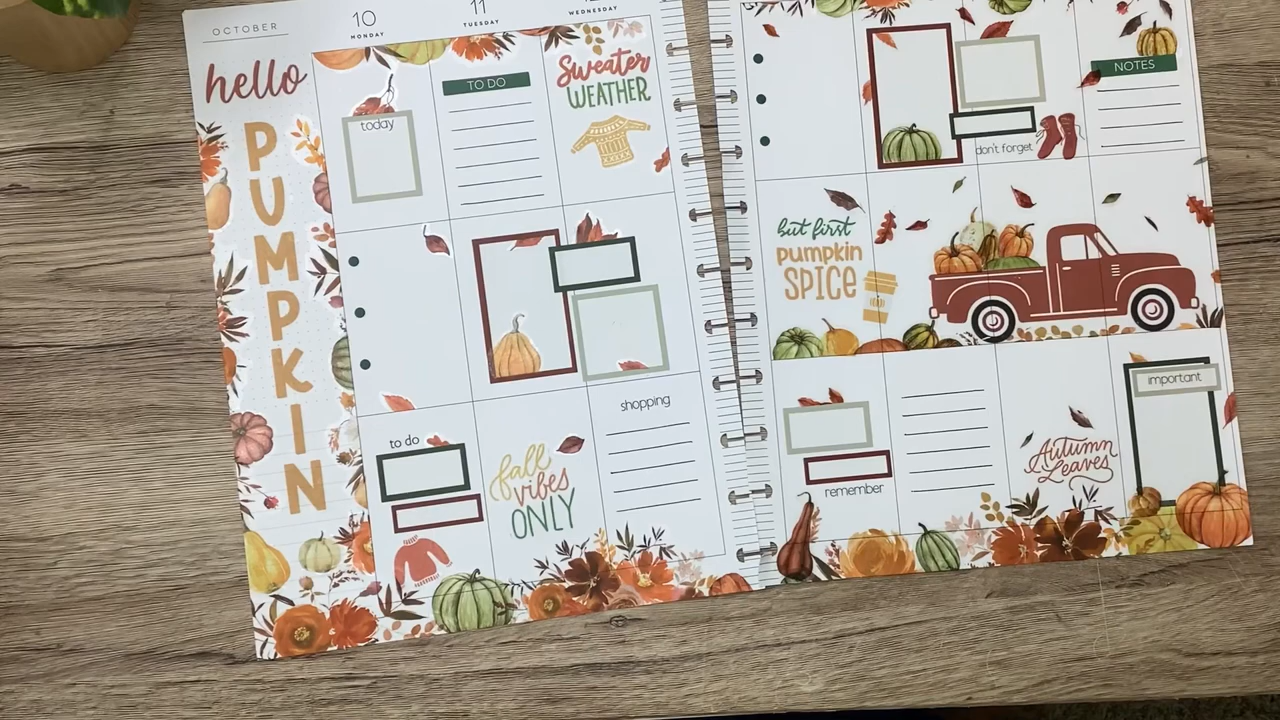 OCTOBER
10
MONDAY
11
TUESDAY
WEDNESDAY
hello
PUMPKIN
today
TO DO
Sweater
WEATHER
to do
fall
vibes
ONLY
shopping
don't forget
NOTES
but first
pumpkin
SPICE
remember
Autumn
Leaves
important